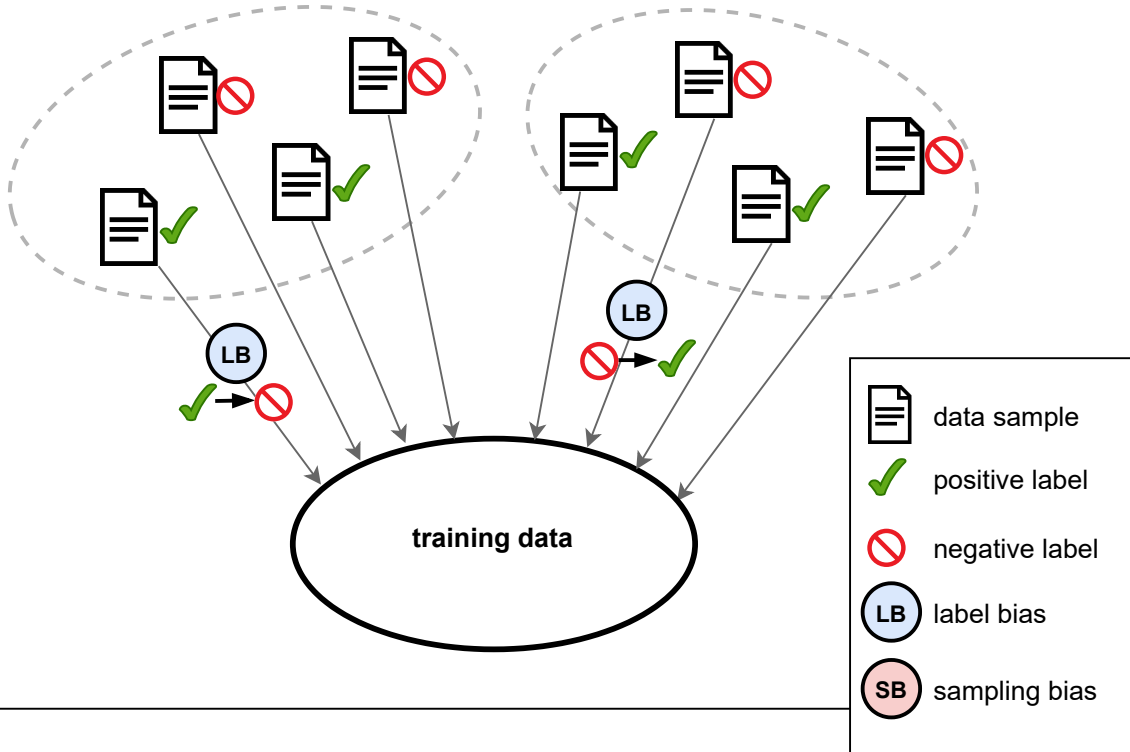 LB
LB
training data
data sample
positive label
negative label
LB label bias
SB sampling bias